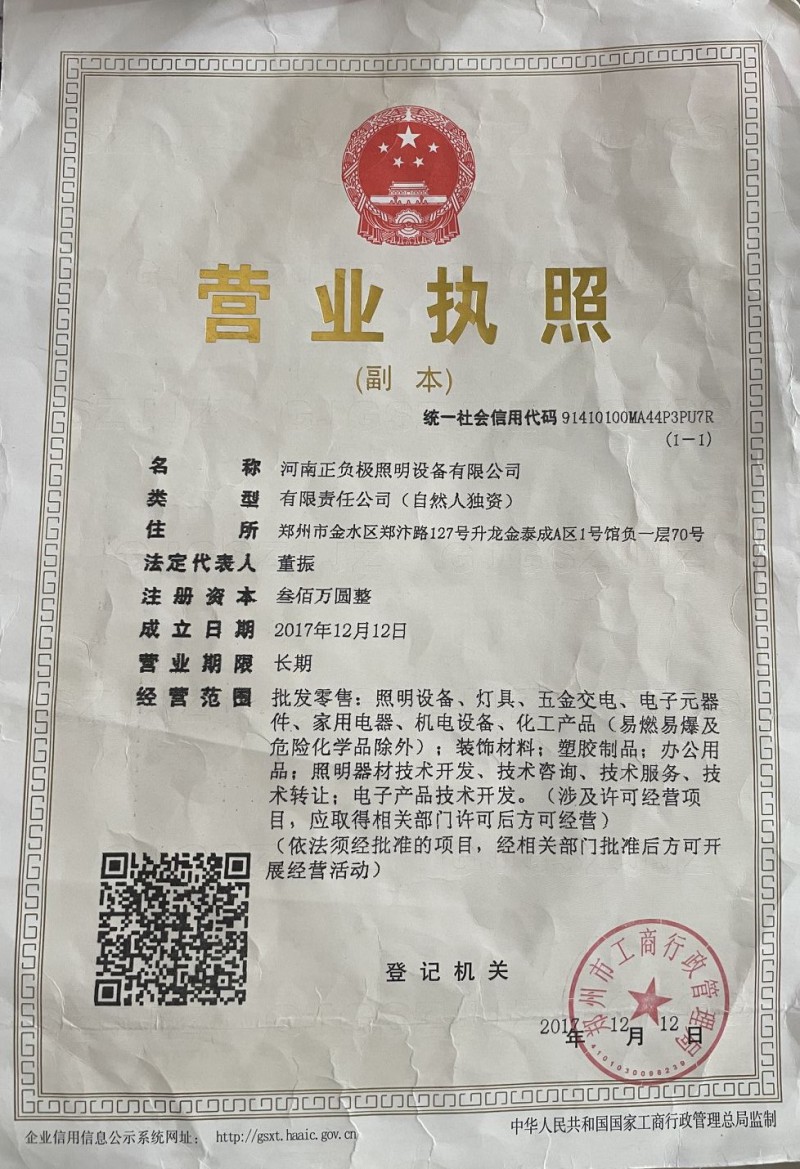 营业执照
(副 本)
统一社会信用代码 91410100MA44P3PU7R
(1-1)
名称 河南正负极照明设备有限公司
类型 有限责任公司（自然人独资）
住所 郑州市金水区郑汴路127号升龙金泰成A区1号馆负一层70号
法定代表人 董振
注册资本 叁佰万圆整
成立日期 2017年12月12日
营业期限 长期
经营范围 批发零售：照明设备、灯具、五金交电、电子元器
件、家用电器、机电设备、化工产品（易燃易爆及
危险化学品除外）；装饰材料；塑胶制品；办公用
品；照明器材技术开发、技术咨询、技术服务、技
术转让；电子产品技术开发。（涉及许可经营项
目，应取得相关部门许可后方可经营）
（依法须经批准的项目，经相关部门批准后方可开
展经营活动）
登记机关
郑州市工商行政管理局
2017年12月12日
4101030098239
企业信用信息公示系统网址： http://gsxt.haaic.gov.cn
中华人民共和国国家工商行政管理总局监制